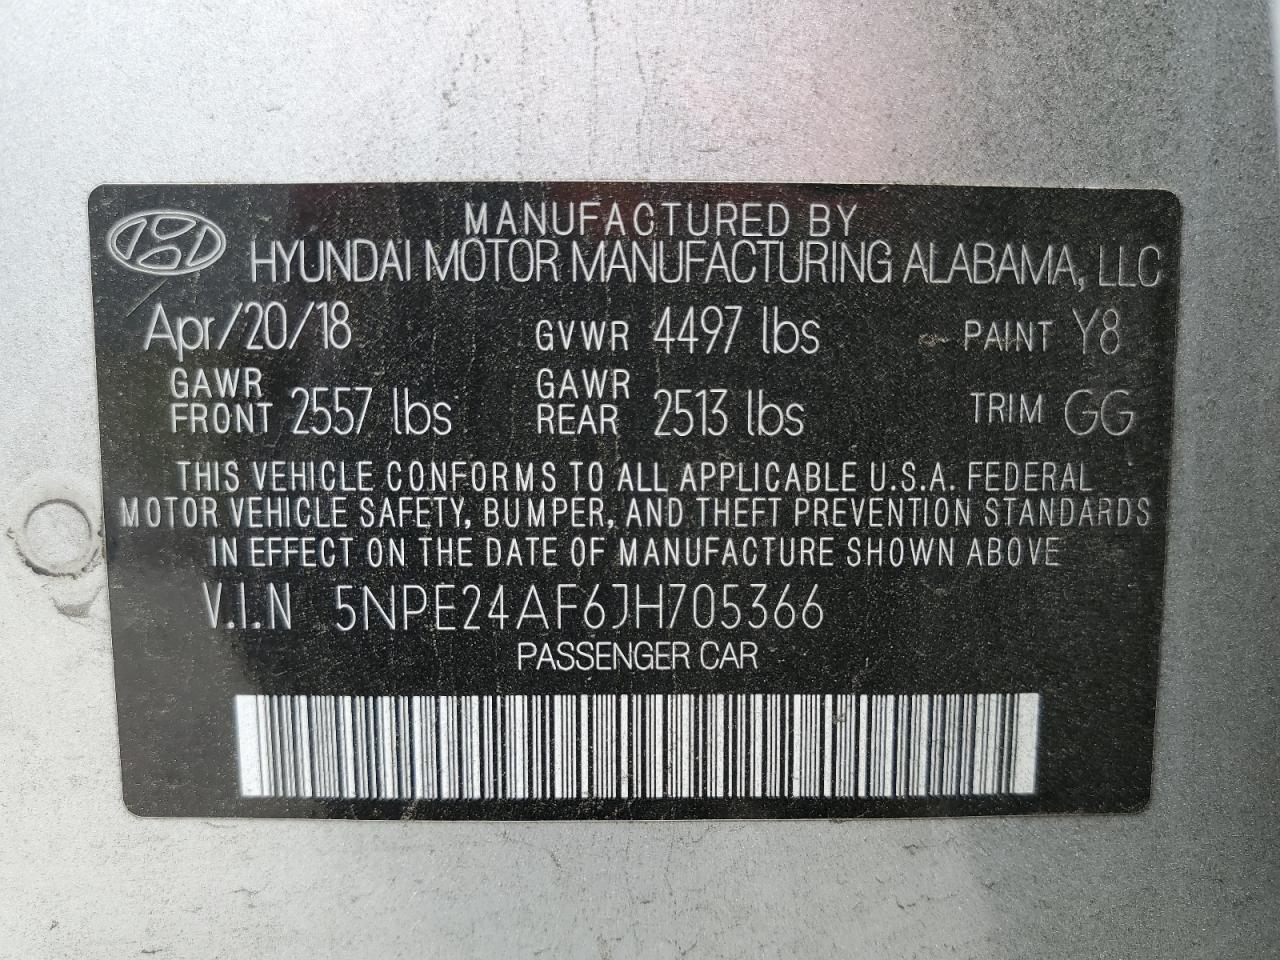 MANUFACTURED BY
HYUNDAI MOTOR MANUFACTURING ALABAMA, LLC
Apr/20/18 GVWR 4497 lbs PAINT Y8
GAWR FRONT 2557 lbs GAWR REAR 2513 lbs TRIM GG
THIS VEHICLE CONFORMS TO ALL APPLICABLE U.S.A. FEDERAL
MOTOR VEHICLE SAFETY, BUMPER, AND THEFT PREVENTION STANDARDS
IN EFFECT ON THE DATE OF MANUFACTURE SHOWN ABOVE
V.I.N 5NPE24AF6JH705366
PASSENGER CAR